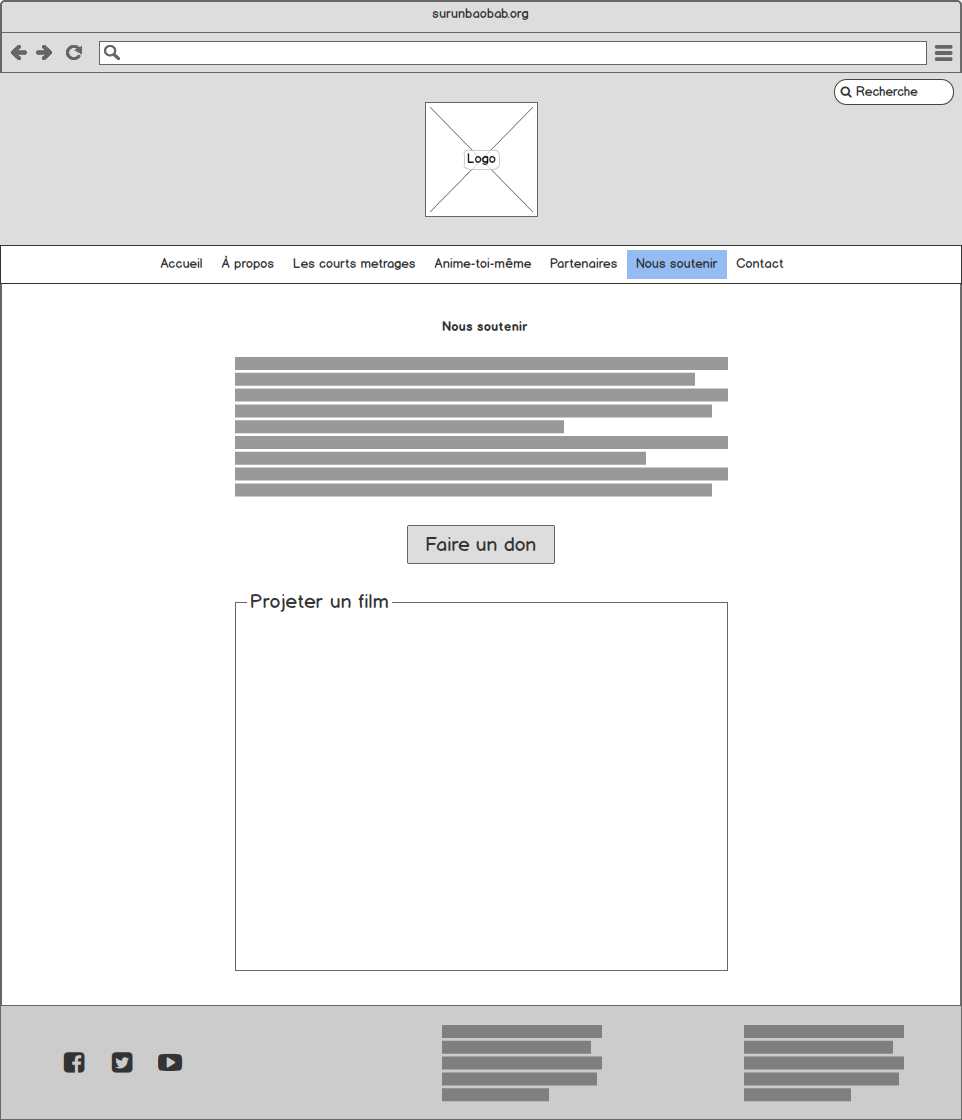 surunbaobab.org
Recherche
Logo
Accueil À propos Les courts metrages Anime-toi-même Partenaires Nous soutenir Contact
Nous soutenir
Faire un don
Projeter un film